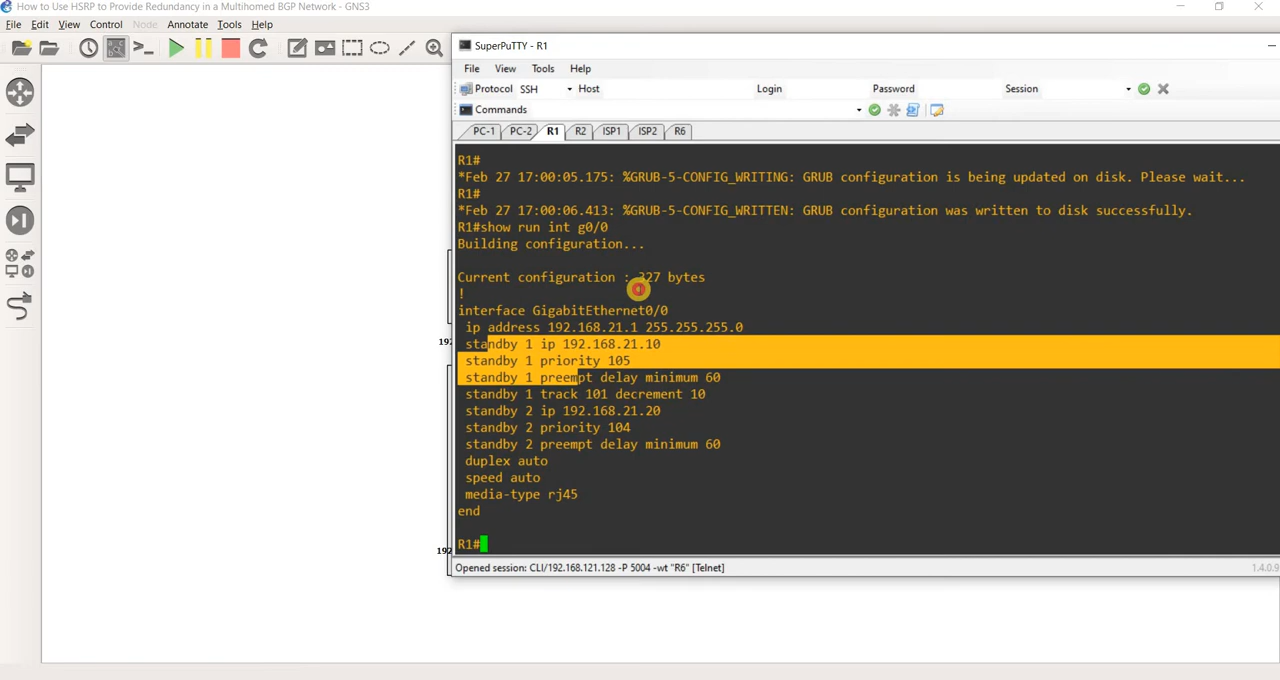 How to Use HSRP to Provide Redundancy in a Multihomed BGP Network - GNS3
File Edit View Control Node Annotate Tools Help
SuperPuTTY - R1
File View Tools Help
Protocol SSH Host Login Password Session
Commands
PC-1 PC-2 R1 R2 ISP1 ISP2 R6
R1#
*Feb 27 17:00:05.175: %GRUB-5-CONFIG_WRITING: GRUB configuration is being updated on disk. Please wait...
R1#
*Feb 27 17:00:06.413: %GRUB-5-CONFIG_WRITTEN: GRUB configuration was written to disk successfully.
R1#show run int g0/0
Building configuration...
Current configuration : 327 bytes
!
interface GigabitEthernet0/0
ip address 192.168.21.1 255.255.255.0
standby 1 ip 192.168.21.10
standby 1 priority 105
standby 1 preempt delay minimum 60
standby 1 track 101 decrement 10
standby 2 ip 192.168.21.20
standby 2 priority 104
standby 2 preempt delay minimum 60
duplex auto
speed auto
media-type rj45
end
R1#
192
192
Opened session: CLI/192.168.121.128 -P 5004 -wt "R6" [Telnet]
1.4.0.9